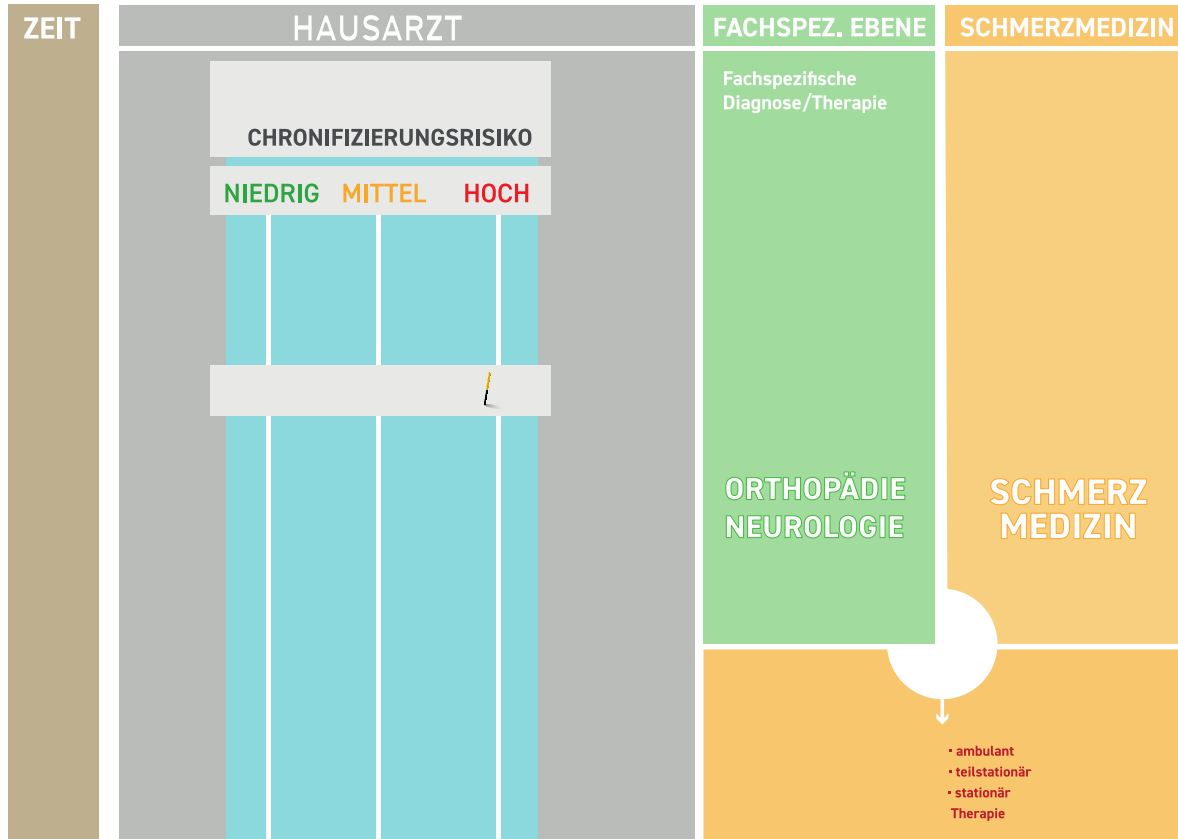 ZEIT
HAUSARZT
FACHSPEZ. EBENE
SCHMERZMEDIZIN
Fachspezifische
Diagnose/Therapie
CHRONIFIZIERUNGSRISIKO
NIEDRIG MITTEL HOCH
ORTHOPÄDIE
NEUROLOGIE
SCHMERZ
MEDIZIN
· ambulant
· teilstationär
· stationär
Therapie